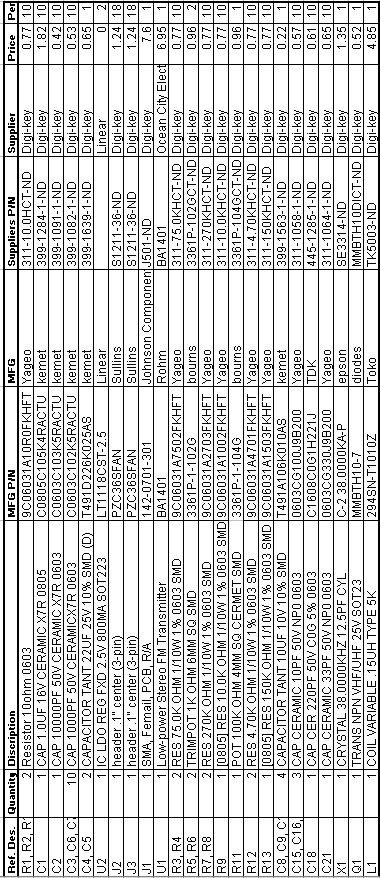 Ref. Des. Quantity Discription MFG P/N MFG Suppliers P/N Supplier Price Per
R1, R2, R1 2 Resistor 10ohm 0603 9C06031A10R0FKHFT Yageo 311-10.0HCT-ND Digi-key 0.77 10
C1 1 CAP 1.0UF 16V CERAMIC X7R 0805 C0805C105K4RACTU kemet 399-1284-1-ND Digi-key 1.82 10
C2 1 CAP 10000PF 50V CERAMIC X7R 0603 C0603C103K5RACTU kemet 399-1091-1-ND Digi-key 0.42 10
C3, C6, C7 10 CAP 1000PF 50V CERAMIC X7R 0603 C0603C102K5RACTU kemet 399-1082-1-ND Digi-key 0.53 10
C4, C5 2 CAPACITOR TANT 22UF 25V 10% SMD (D) T491D226K025AS kemet 399-1639-1-ND Digi-key 0.65 1
U2 1 IC LDO REG FXD 2.5V 800MA SOT223 LT1118CST-2.5 Linear Linear 0 2
J2 1 header .1" center (3-pin) PZC36SFAN Sullins S1211-36-ND Digi-key 1.24 18
J3 1 header .1" center (3-pin) PZC36SFAN Sullins S1211-36-ND Digi-key 1.24 18
J1 1 SMA, Femail, PCB, R/A 142-0701-301 Johnson Component J501-ND Digi-key 7.6 1
U1 1 Low-power Stereo FM Transmitter BA1401 Rohm BA1401 Ocean City Elect 6.95 1
R3, R4 2 RES 75.0K OHM 1/10W 1% 0603 SMD 9C06031A7502FKHFT Yageo 311-75.0KHCT-ND Digi-key 0.77 10
R5, R6 2 TRIMPOT 1K OHM 6MM SQ SMD 3361P-1-102G bourns 3361P-102GCT-ND Digi-key 0.96 2
R7, R8 2 RES 270K OHM 1/10W 1% 0603 SMD 9C06031A2703FKHFT Yageo 311-270KHCT-ND Digi-key 0.77 10
R9 1 [0805] RES 10.0K OHM 1/10W 1% 0603 SMD 9C06031A1002FKHFT Yageo 311-10.0KHCT-ND Digi-key 0.77 10
R11 1 POT 100K OHM 4MM SQ CERMET SMD 3361P-1-104G bourns 3361P-104GCT-ND Digi-key 0.96 1
R12 2 RES 4.70K OHM 1/10W 1% 0603 SMD 9C06031A4701FKHFT Yageo 311-4.70KHCT-ND Digi-key 0.77 10
R13 1 [0805] RES 150K OHM 1/10W 1% 0603 SMD 9C06031A1503FKHFT Yageo 311-150KHCT-ND Digi-key 0.77 10
C8, C9, C1 4 CAPACITOR TANT 10UF 10V 10% SMD T491A106K010AS kemet 399-1563-1-ND Digi-key 0.22 1
C15, C16, 3 CAP CERAMIC 10PF 50V NP0 0603 0603CG100J9B200 Yageo 311-1058-1-ND Digi-key 0.57 10
C18 1 CAP CER 2200PF 50V C0G 5% 0603 C1608C0G1H221J TDK 445-1285-1-ND Digi-key 0.61 10
C21 1 CAP CERAMIC 33PF 50V NP0 0603 0603CG330J9B200 Yageo 311-1064-1-ND Digi-key 0.65 10
X1 1 CRYSTAL 38.0000KHZ 12.5PF CYL C-2 38.0000KA-P epson SE3314-ND Digi-key 1.35 1
Q1 1 TRANS NPN VHF/UHF 25V SOT23 MMBTH10-7 diodes MMBTH10DICT-ND Digi-key 0.52 1
L1 1 COIL VARIABLE .15UH TYPE 5K 294SN-T1010Z Toko TK5003-ND Digi-key 4.85 1